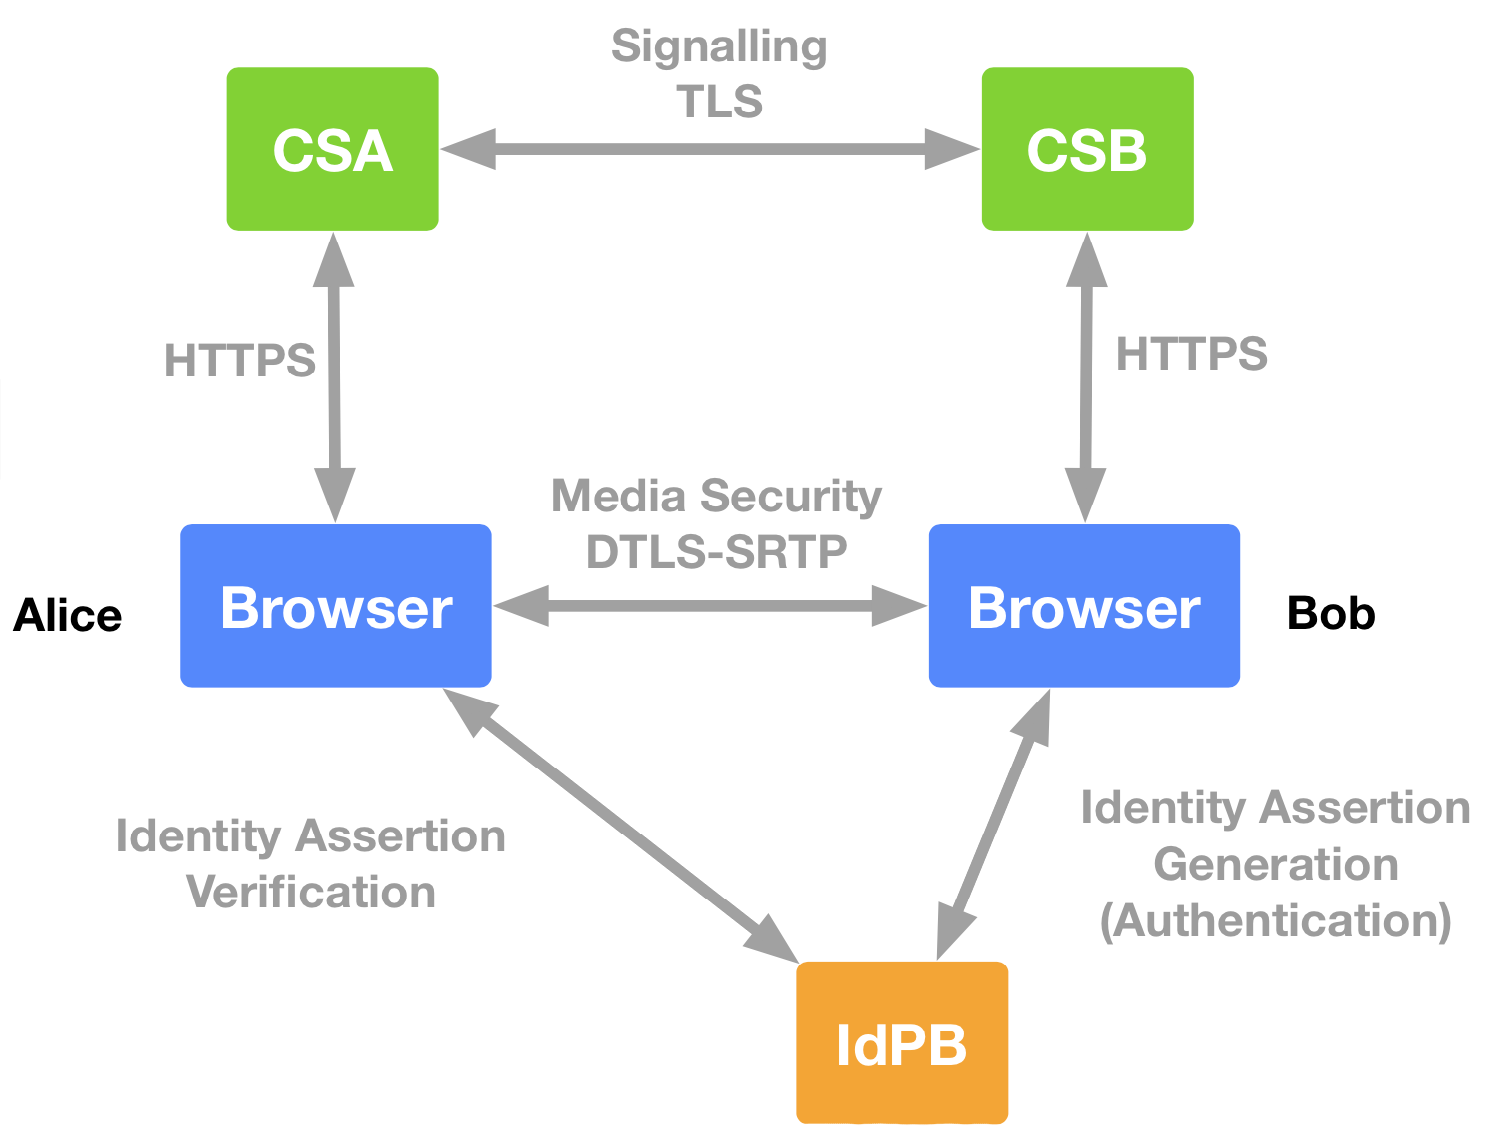 Signalling
TLS
CSA
CSB
HTTPS
HTTPS
Media Security
DTLS-SRTP
Alice
Browser
Browser
Bob
Identity Assertion
Verification
Identity Assertion
Generation
(Authentication)
IdPB